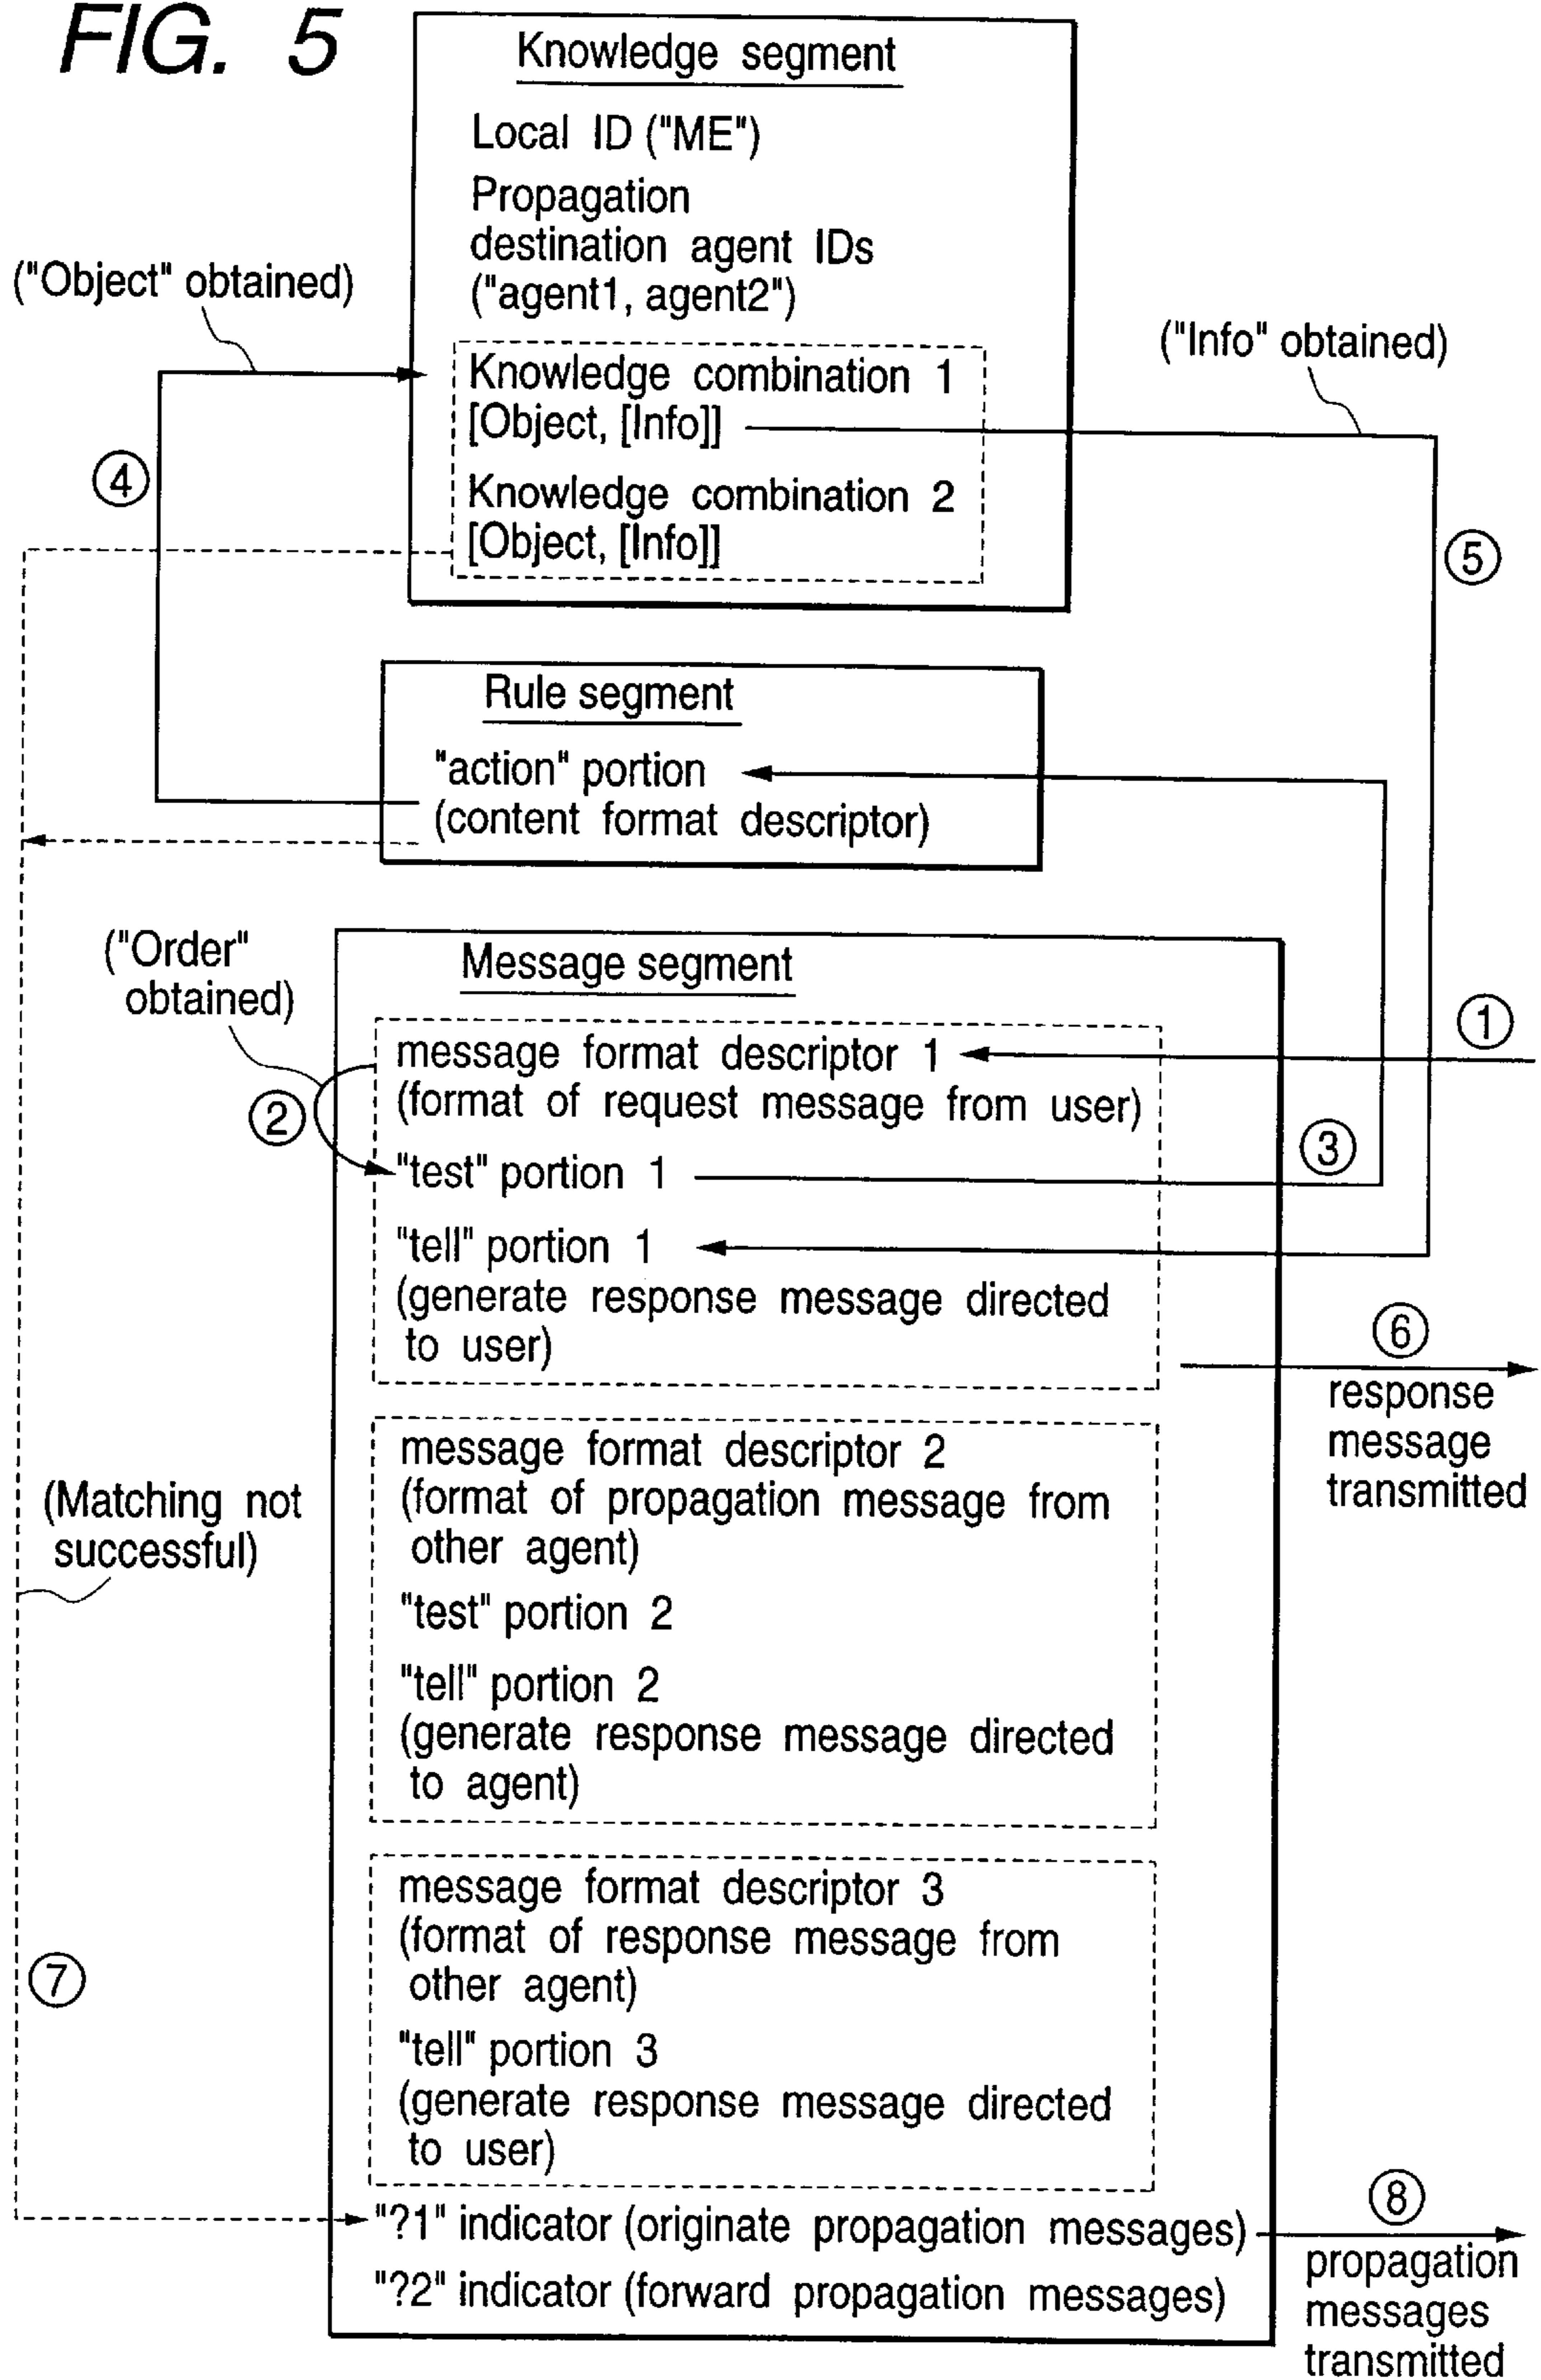 FIG. 5
Knowledge segment
Local ID ("ME")
Propagation
destination agent IDs
("agent1, agent2")
("Object" obtained)
("Info" obtained)
Knowledge combination 1
[Object, [Info]]
④
Knowledge combination 2
[Object, [Info]]
⑤
Rule segment
"action" portion
(content format descriptor)
("Order"
obtained)
Message segment
①
message format descriptor 1
(format of request message from user)
②
③
"test" portion 1
"tell" portion 1
(generate response message directed
to user)
⑥
response
message
transmitted
message format descriptor 2
(format of propagation message from
other agent)
(Matching not
successful)
"test" portion 2
"tell" portion 2
(generate response message directed
to agent)
message format descriptor 3
(format of response message from
other agent)
⑦
"tell" portion 3
(generate response message directed
to user)
"?1" indicator (originate propagation messages)
"?2" indicator (forward propagation messages)
⑧
propagation
messages
transmitted